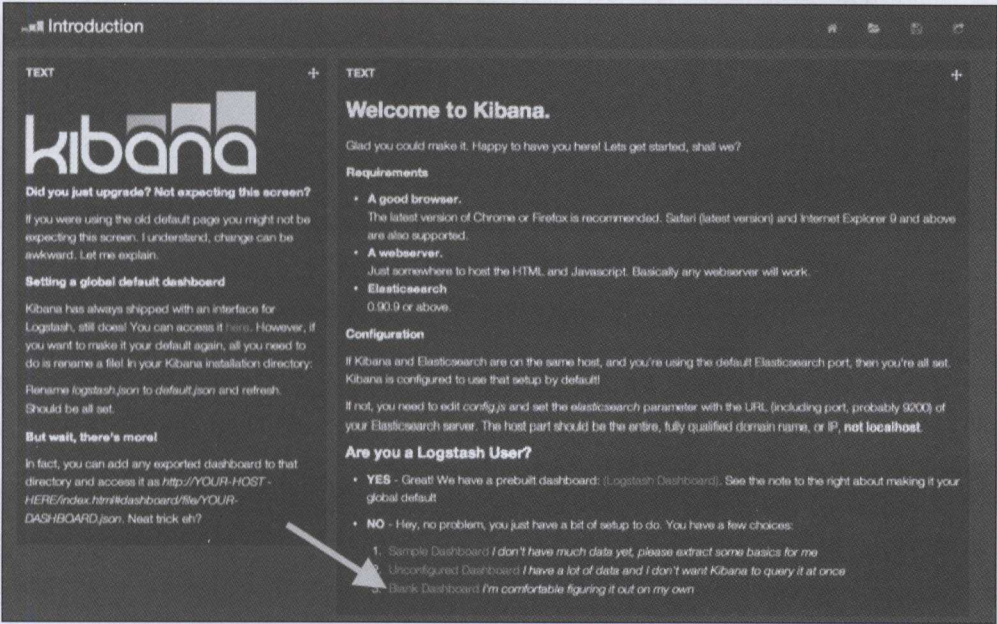 Introduction
TEXT
kibana
Did you just upgrade? Not expecting this screen?
If you were using the old default page you might not be
expecting this screen. I understand, change can be
awkward. Let me explain.
Setting a global default dashboard
Kibana has always shipped with an interface for
Logstash, still does! You can access it here. However, if
you want to make it your default again, all you need to
do is rename a file! In your Kibana installation directory:
Rename logstash.json to default.json and refresh.
Should be all set.
But wait, there's more!
In fact, you can add any exported dashboard to that
directory and access it as http://YOUR-HOST-
HERE/index.html#dashboard/file/YOUR-
DASHBOARD.json. Neat trick eh?
TEXT
Welcome to Kibana.
Glad you could make it. Happy to have you here! Lets get started, shall we?
Requirements
• A good browser.
The latest version of Chrome or Firefox is recommended. Safari (latest version) and Internet Explorer 9 and above
are also supported.
• A webserver.
Just somewhere to host the HTML and Javascript. Basically any webserver will work.
• Elasticsearch
0.90.9 or above.
Configuration
If Kibana and Elasticsearch are on the same host, and you're using the default Elasticsearch port, then you're all set.
Kibana is configured to use that setup by default!
If not, you need to edit config.js and set the elasticsearch parameter with the URL (including port, probably 9200) of
your Elasticsearch server. The host part should be the entire, fully qualified domain name, or IP, not localhost.
Are you a Logstash User?
• YES - Great! We have a prebuilt dashboard: (Logstash Dashboard). See the note to the right about making it your
global default
• NO - Hey, no problem, you just have a bit of setup to do. You have a few choices:
1. Sample Dashboard I don't have much data yet, please extract some basics for me
2. Unconfigured Dashboard I have a lot of data and I don't want Kibana to query it at once
3. Blank Dashboard I'm comfortable figuring it out on my own